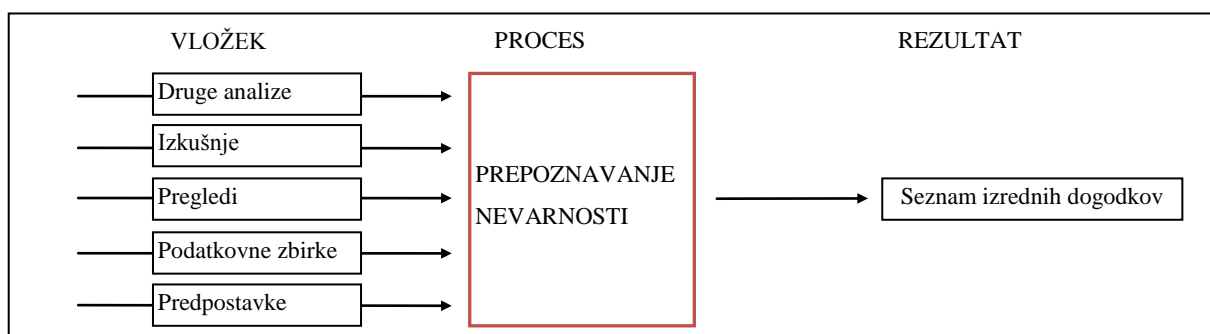 VLOŽEK PROCES REZULTAT
Druge analize
Izkušnje
Pregledi
Podatkovne zbirke
Predpostavke
PREPOZNAVANJE
NEVARNOSTI
Seznam izrednih dogodkov